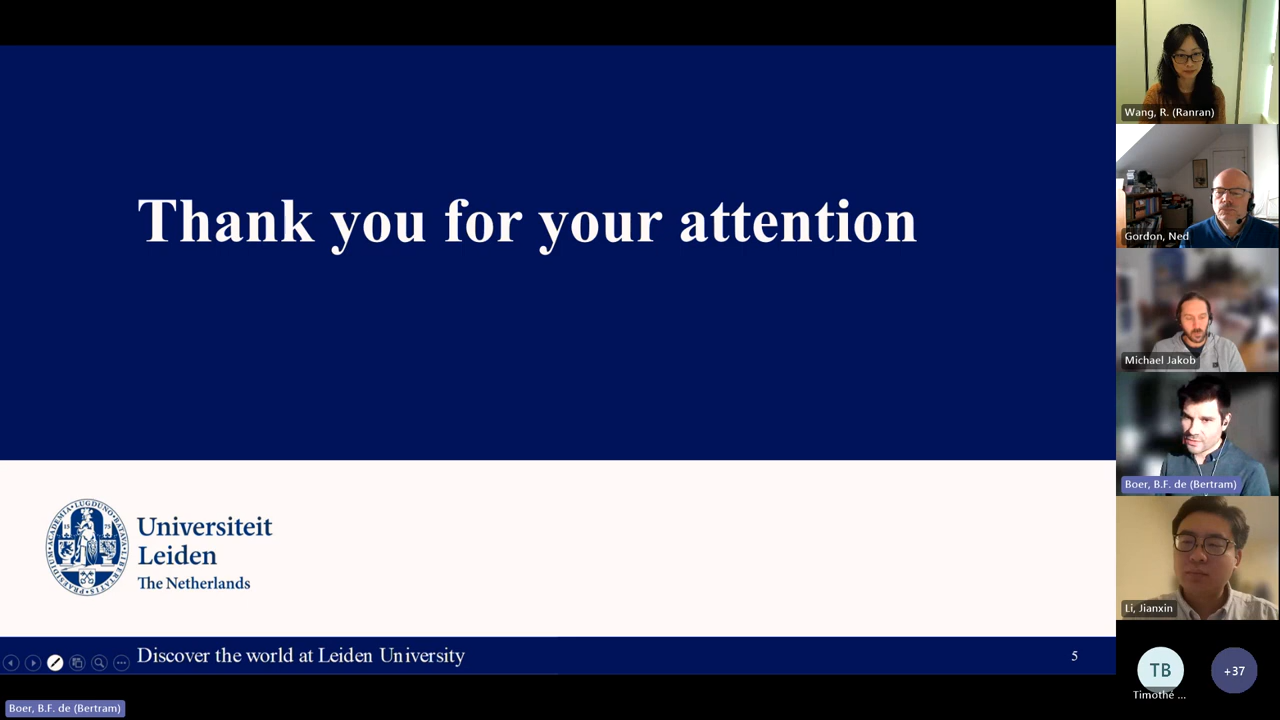 Thank you for your attention
Universiteit
Leiden
The Netherlands
Discover the world at Leiden University
5
Boer, B.F. de (Bertram)
Wang, R. (Ranran)
Gordon, Ned
Michael Jakob
Boer, B.F. de (Bertram)
Li, Jianxin
TB
Timothé ...
+37